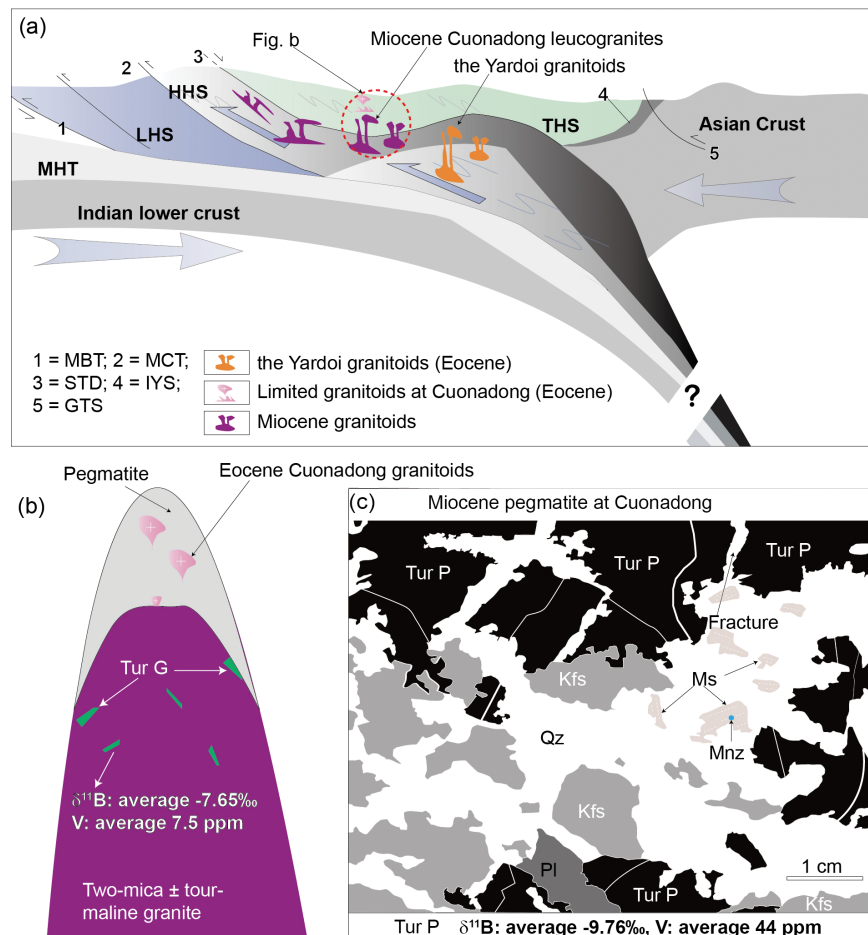 (a)
Fig. b
Miocene Cuonadong leucogranites
the Yardoi granitoids
1
2
3
HHS
LHS
MHT
THS
4
5
Asian Crust
Indian lower crust
?
1 = MBT; 2 = MCT;
3 = STD; 4 = IYS;
5 = GTS
the Yardoi granitoids (Eocene)
Limited granitoids at Cuonadong (Eocene)
Miocene granitoids
(b)
Pegmatite
Eocene Cuonadong granitoids
Tur G
δ¹¹B: average -7.65‰
V: average 7.5 ppm
Two-mica ± tour-
maline granite
(c)
Miocene pegmatite at Cuonadong
Tur P
Tur P
Tur P
Fracture
Kfs
Ms
Qz
Mnz
Kfs
Pl
Tur P
1 cm
Kfs
Tur P δ¹¹B: average -9.76‰, V: average 44 ppm